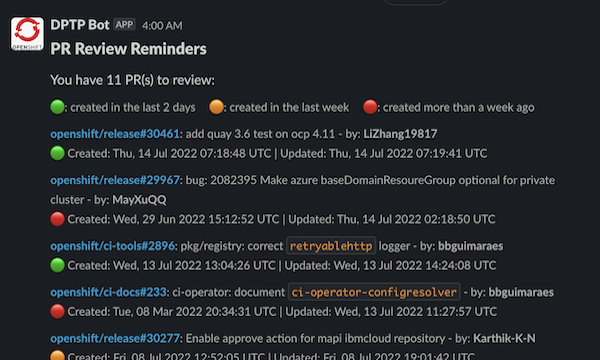 DPTP Bot APP 4:00 AM
OPENSHIFT
PR Review Reminders
You have 11 PR(s) to review:
: created in the last 2 days : created in the last week : created more than a week ago
openshift/release#30461: add quay 3.6 test on ocp 4.11 - by: LiZhang19817
Created: Thu, 14 Jul 2022 07:18:48 UTC | Updated: Thu, 14 Jul 2022 07:19:41 UTC
openshift/release#29967: bug: 2082395 Make azure baseDomainResoureGroup optional for private
cluster - by: MayXuQQ
Created: Wed, 29 Jun 2022 15:12:52 UTC | Updated: Thu, 14 Jul 2022 02:18:50 UTC
openshift/ci-tools#2896: pkg/registry: correct retryablehttp logger - by: bbguimaraes
Created: Wed, 13 Jul 2022 13:04:26 UTC | Updated: Wed, 13 Jul 2022 14:24:08 UTC
openshift/ci-docs#233: ci-operator: document ci-operator-configresolver - by: bbguimaraes
Created: Tue, 08 Mar 2022 20:34:31 UTC | Updated: Wed, 13 Jul 2022 11:27:57 UTC
openshift/release#30277: Enable approve action for mapi ibmcloud repository - by: Karthik-K-N
Created: Fri, 08 Jul 2022 12:52:05 UTC | Updated: Fri, 08 Jul 2022 19:01:42 UTC